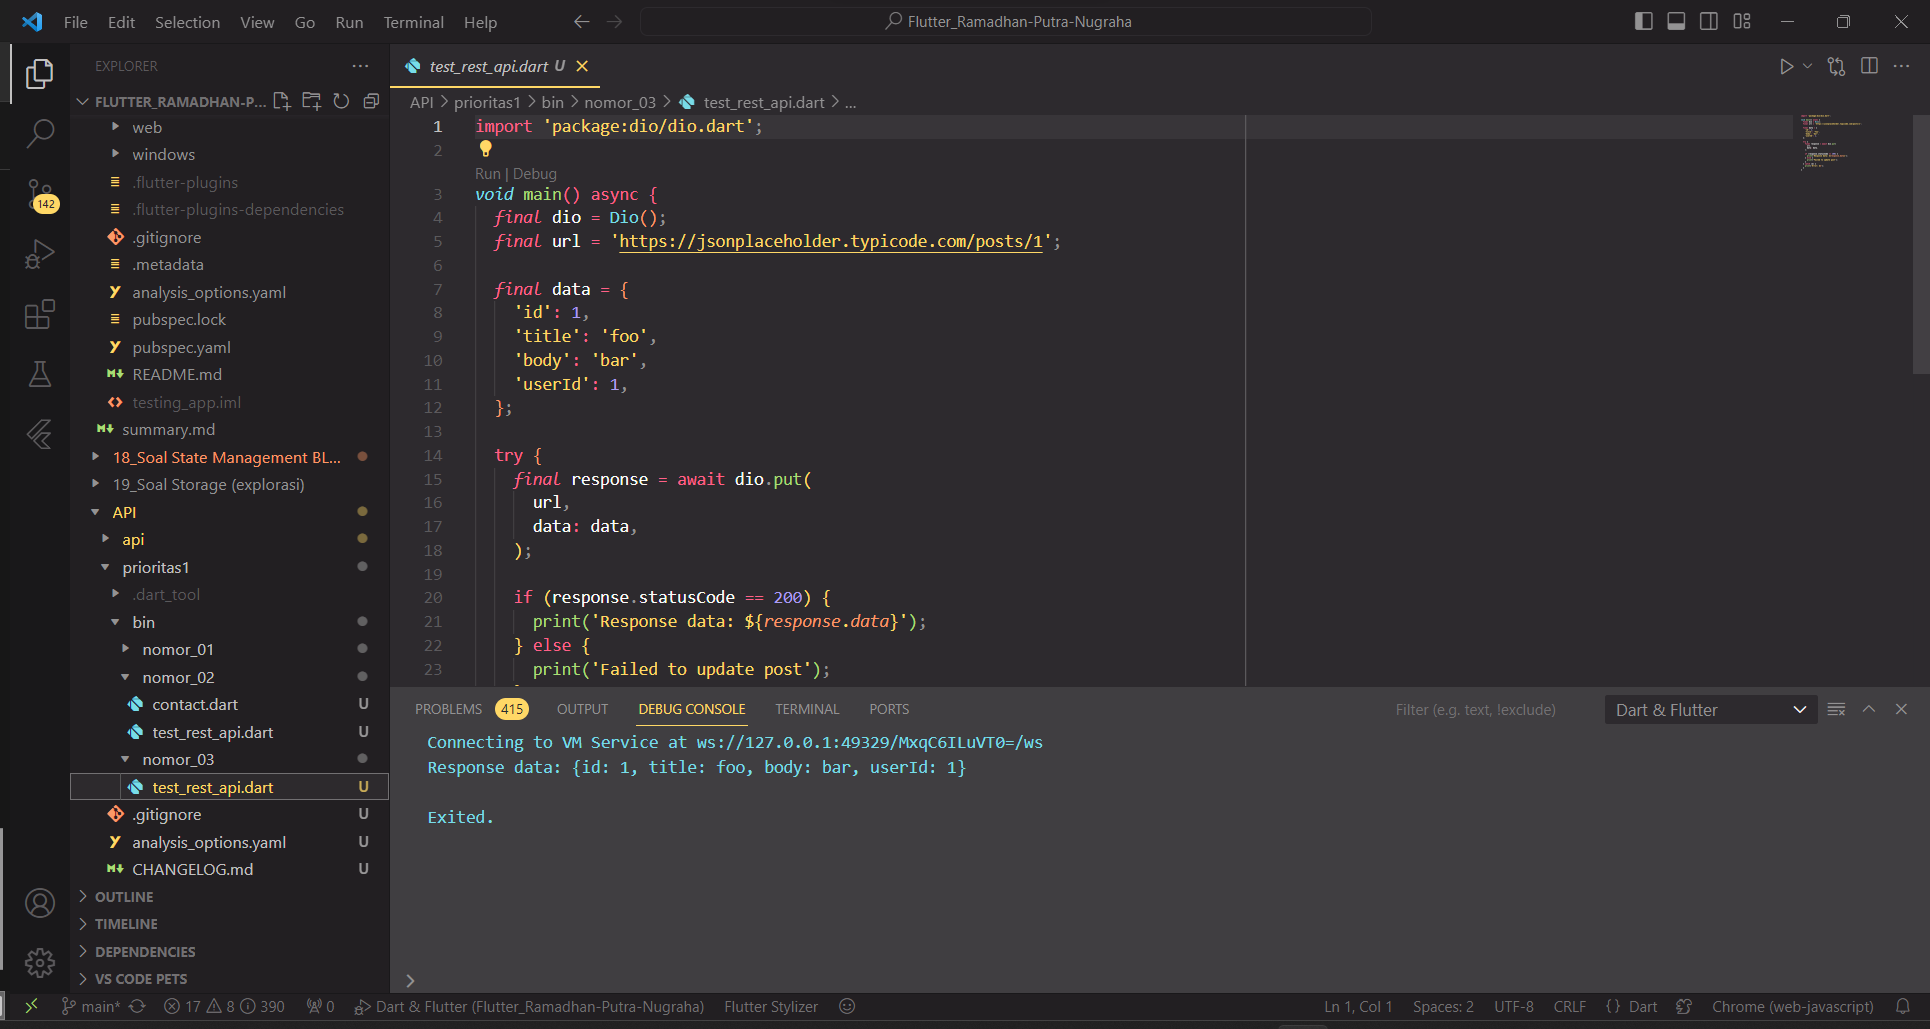 File Edit Selection View Go Run Terminal Help
Flutter_Ramadhan-Putra-Nugraha
EXPLORER
FLUTTER_RAMADHAN-P...
web
windows
.flutter-plugins
.flutter-plugins-dependencies
.gitignore
.metadata
analysis_options.yaml
pubspec.lock
pubspec.yaml
README.md
testing_app.iml
summary.md
18_Soal State Management BL...
19_Soal Storage (explorasi)
API
api
prioritas1
.dart_tool
bin
nomor_01
nomor_02
contact.dart U
test_rest_api.dart U
nomor_03
test_rest_api.dart U
.gitignore U
analysis_options.yaml U
CHANGELOG.md U
OUTLINE
TIMELINE
DEPENDENCIES
VS CODE PETS
142
test_rest_api.dart U
API > prioritas1 > bin > nomor_03 > test_rest_api.dart > ...
1 import 'package:dio/dio.dart';
2
Run | Debug
3 void main() async {
4 final dio = Dio();
5 final url = 'https://jsonplaceholder.typicode.com/posts/1';
6
7 final data = {
8 'id': 1,
9 'title': 'foo',
10 'body': 'bar',
11 'userId': 1,
12 };
13
14 try {
15 final response = await dio.put(
16 url,
17 data: data,
18 );
19
20 if (response.statusCode == 200) {
21 print('Response data: ${response.data}');
22 } else {
23 print('Failed to update post');
PROBLEMS 415 OUTPUT DEBUG CONSOLE TERMINAL PORTS
Filter (e.g. text, !exclude)
Dart & Flutter
Connecting to VM Service at ws://127.0.0.1:49329/MxqC6ILuVT0=/ws
Response data: {id: 1, title: foo, body: bar, userId: 1}
Exited.
main* 17 8 390 0 Dart & Flutter (Flutter_Ramadhan-Putra-Nugraha) Flutter Stylizer
Ln 1, Col 1 Spaces: 2 UTF-8 CRLF {} Dart Chrome (web-javascript)